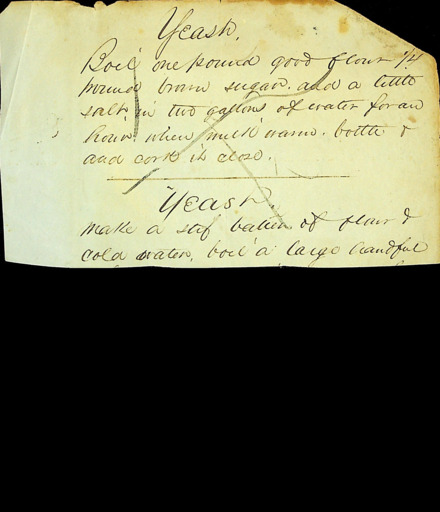 Yeast.
Boil one pound good flour 1/4
pound brown sugar. and a little
salt, in two gallons of water for an
hour when milk warm. bottle &
and cork it close.
Yeast.
make a stif batter of flour &
cold water, boil a large handful